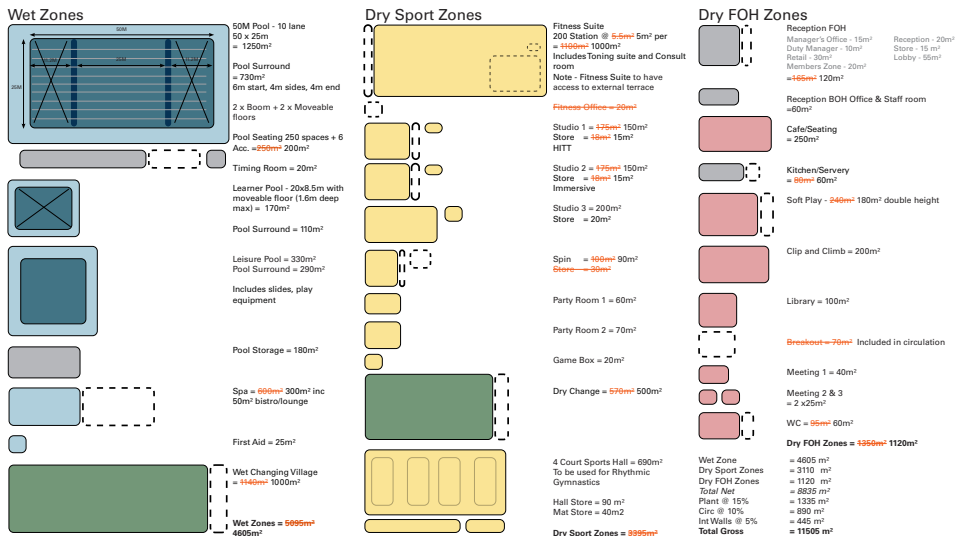 Wet Zones
50M
25M
25M
50M Pool - 10 lane
50 x 25m
= 1250m²
Pool Surround
= 730m²
6m start, 4m sides, 4m end
2 x Boom + 2 x Moveable
floors
Pool Seating 250 spaces + 6
Acc. =250m² 200m²
Timing Room = 20m²
Learner Pool - 20x8.5m with
moveable floor (1.6m deep
max) = 170m²
Pool Surround = 110m²
Leisure Pool = 330m²
Pool Surround = 290m²
Includes slides, play
equipment
Pool Storage = 180m²
Spa = 600m² 300m² inc
50m² bistro/lounge
First Aid = 25m²
Wet Changing Village
= 1140m² 1000m²
Wet Zones = 5095m²
4605m²
Dry Sport Zones
Fitness Suite
200 Station @ 5.5m² 5m² per
= 1100m² 1000m²
Includes Toning suite and Consult
room
Note - Fitness Suite to have
access to external terrace
Fitness Office = 20m²
Studio 1 = 175m² 150m²
Store = 18m² 15m²
HITT
Studio 2 = 175m² 150m²
Store = 18m² 15m²
Immersive
Studio 3 = 200m²
Store = 20m²
Spin = 100m² 90m²
Store = 30m²
Party Room 1 = 60m²
Party Room 2 = 70m²
Game Box = 20m²
Dry Change = 570m² 500m²
4 Court Sports Hall = 690m²
To be used for Rhythmic
Gymnastics
Hall Store = 90 m²
Mat Store = 40m2
Dry Sport Zones = 3395m²
Dry FOH Zones
Reception FOH
Manager's Office - 15m² Reception - 20m²
Duty Manager - 10m² Store - 15 m²
Retail - 30m² Lobby - 55m²
Members Zone - 20m²
=165m² 120m²
Reception BOH Office & Staff room
=60m²
Cafe/Seating
= 250m²
Kitchen/Servery
= 80m² 60m²
Soft Play - 240m² 180m² double height
Clip and Climb = 200m²
Library = 100m²
Breakout = 70m² Included in circulation
Meeting 1 = 40m²
Meeting 2 & 3
= 2 x25m²
WC = 95m² 60m²
Dry FOH Zones = 1350m² 1120m²
Wet Zone = 4605 m²
Dry Sport Zones = 3110 m²
Dry FOH Zones = 1120 m²
Total Net = 8835 m²
Plant @ 15% = 1335 m²
Circ @ 10% = 890 m²
Int Walls @ 5% = 445 m²
Total Gross = 11505 m²